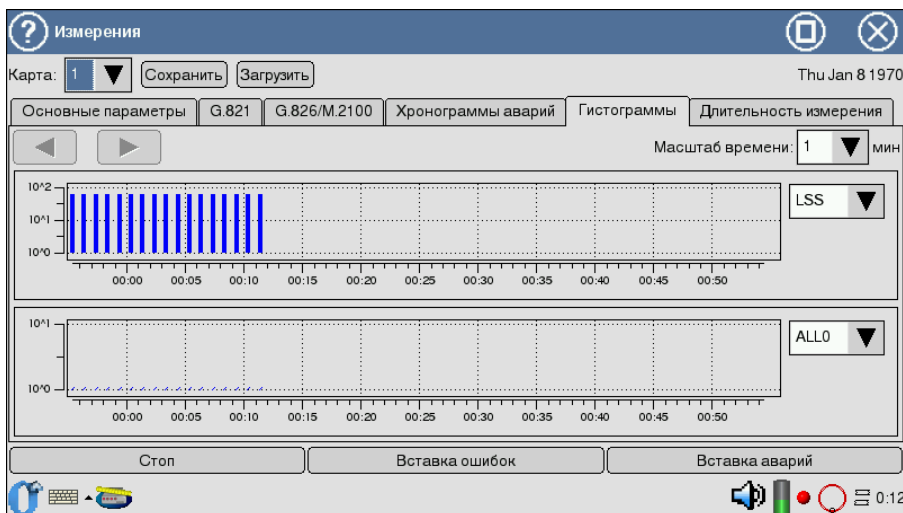 Измерения
Карта: 1 Сохранить Загрузить Thu Jan 8 1970
Основные параметры G.821 G.826/M.2100 Хронограммы аварий Гистограммы Длительность измерения
Масштаб времени: 1 мин
10^2
10^1
10^0
LSS
00:00 00:05 00:10 00:15 00:20 00:25 00:30 00:35 00:40 00:45 00:50
10^1
10^0
ALL0
00:00 00:05 00:10 00:15 00:20 00:25 00:30 00:35 00:40 00:45 00:50
Стоп Вставка ошибок Вставка аварий
0:12